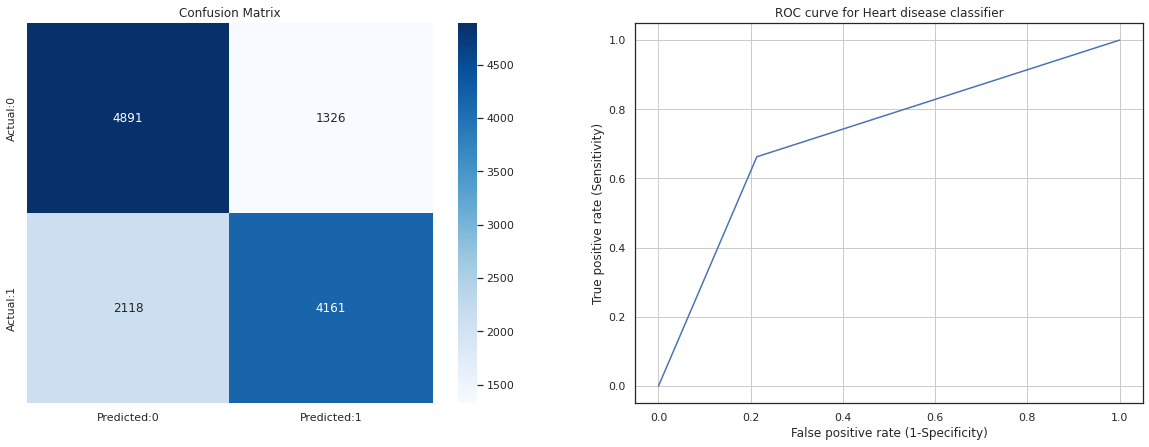 Confusion Matrix
Actual:0
Actual:1
4891
1326
2118
4161
Predicted:0
Predicted:1
4500
4000
3500
3000
2500
2000
1500
ROC curve for Heart disease classifier
True positive rate (Sensitivity)
1.0
0.8
0.6
0.4
0.2
0.0
0.0
0.2
0.4
0.6
0.8
1.0
False positive rate (1-Specificity)